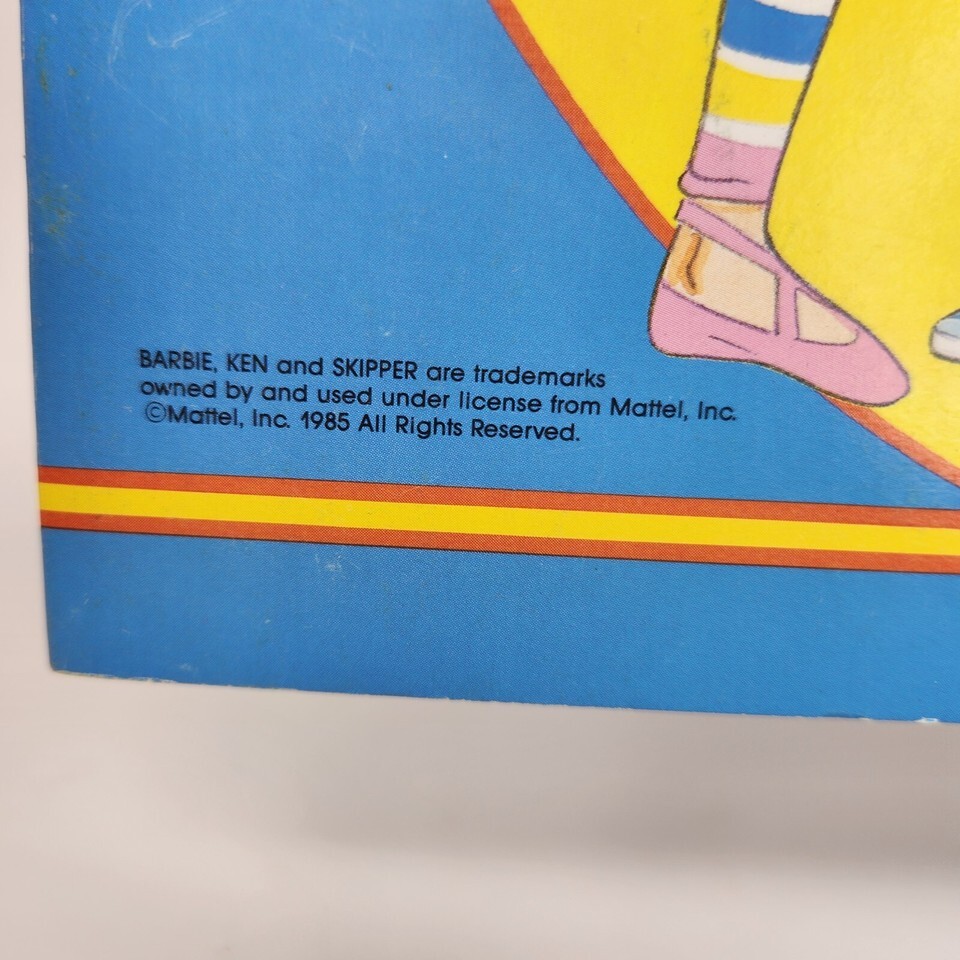 BARBIE, KEN and SKIPPER are trademarks
owned by and used under license from Mattel, Inc.
©Mattel, Inc. 1985 All Rights Reserved.